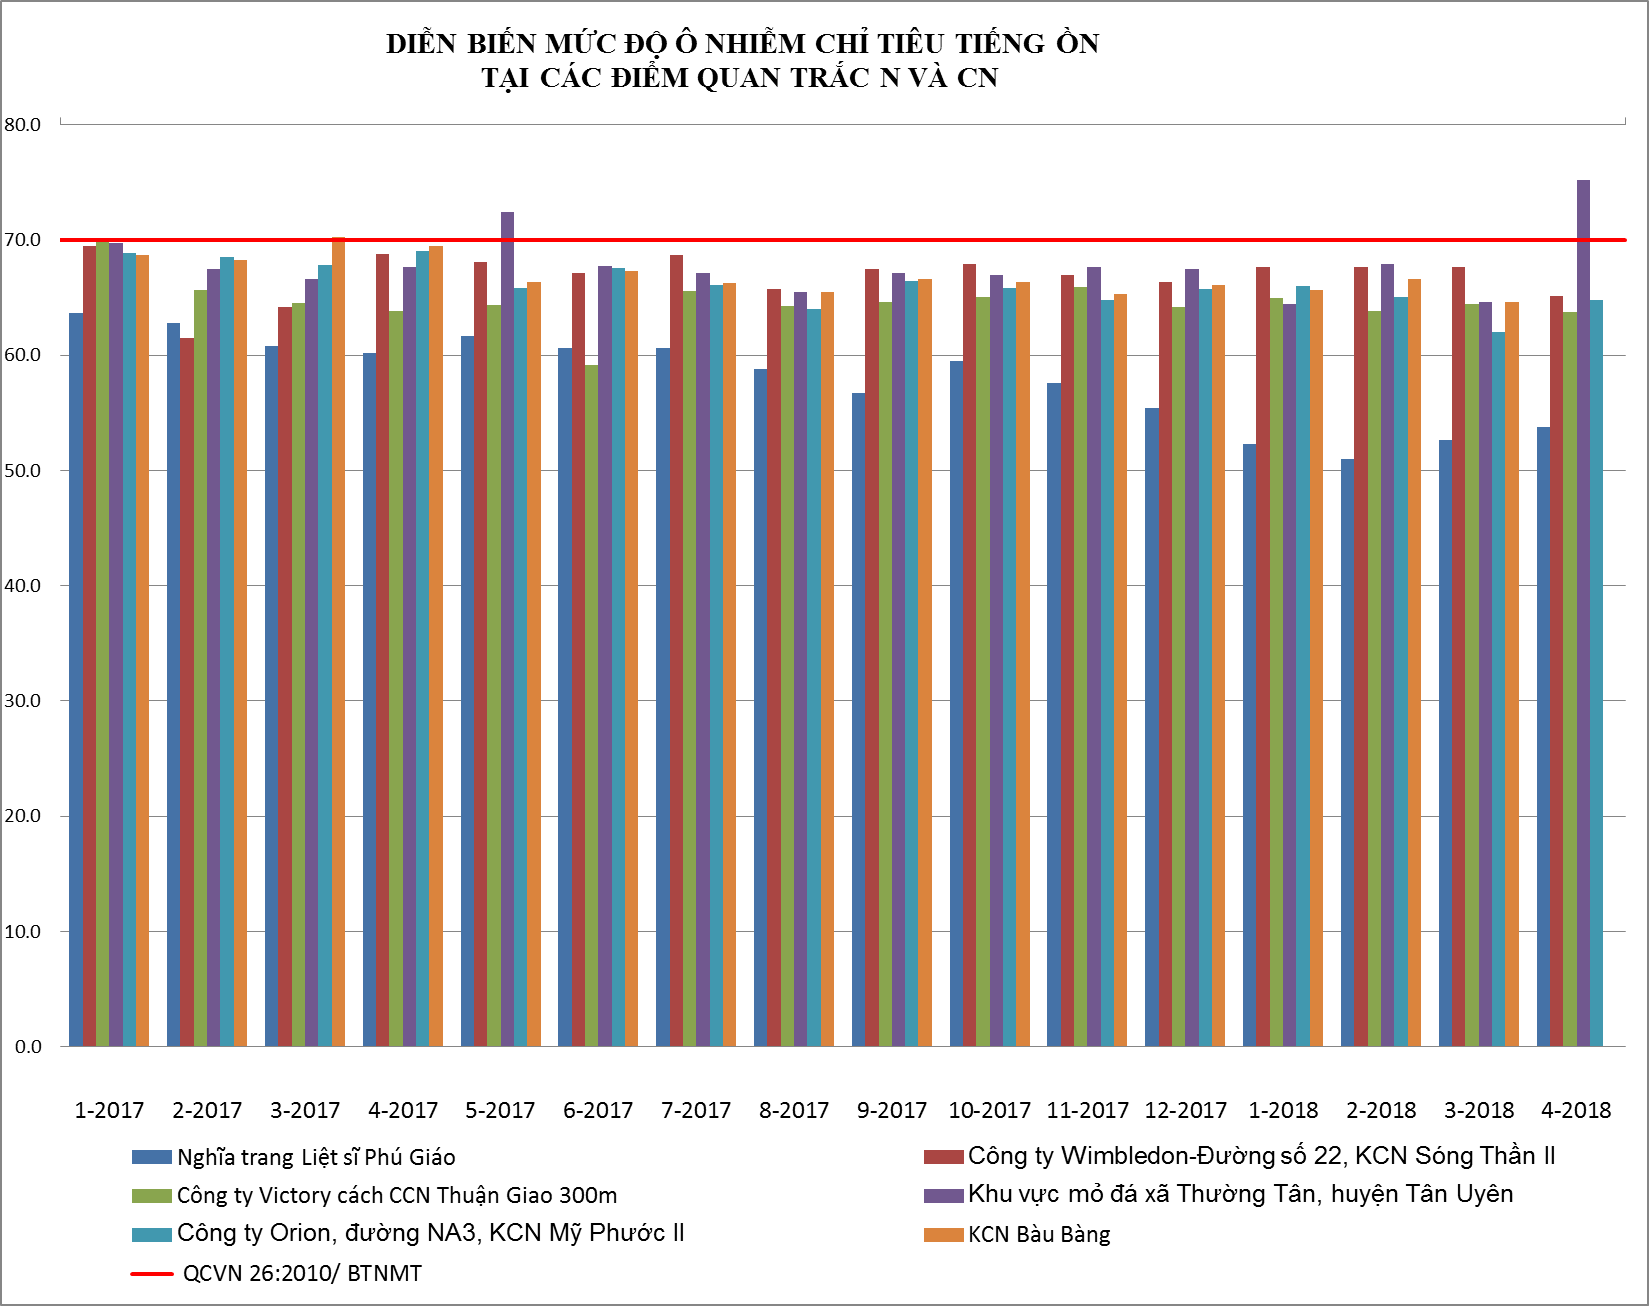 DIỄN BIẾN MỨC ĐỘ Ô NHIỄM CHỈ TIÊU TIẾNG ỒN
TẠI CÁC ĐIỂM QUAN TRẮC N VÀ CN
80.0
70.0
60.0
50.0
40.0
30.0
20.0
10.0
0.0
1-2017 2-2017 3-2017 4-2017 5-2017 6-2017 7-2017 8-2017 9-2017 10-2017 11-2017 12-2017 1-2018 2-2018 3-2018 4-2018
Nghĩa trang Liệt sĩ Phú Giáo
Công ty Wimbledon-Đường số 22, KCN Sóng Thần II
Công ty Victory cách CCN Thuận Giao 300m
Khu vực mỏ đá xã Thường Tân, huyện Tân Uyên
Công ty Orion, đường NA3, KCN Mỹ Phước II
KCN Bàu Bàng
QCVN 26:2010/ BTNMT